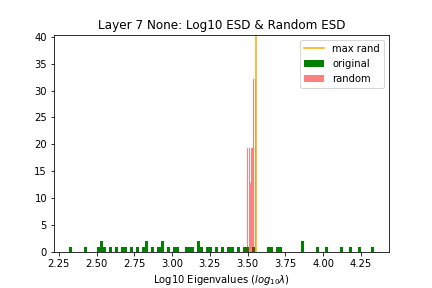 Layer 7 None: Log10 ESD & Random ESD
40
35
30
25
20
15
10
5
0
max rand
original
random
2.25 2.50 2.75 3.00 3.25 3.50 3.75 4.00 4.25
Log10 Eigenvalues (log₁₀λ)